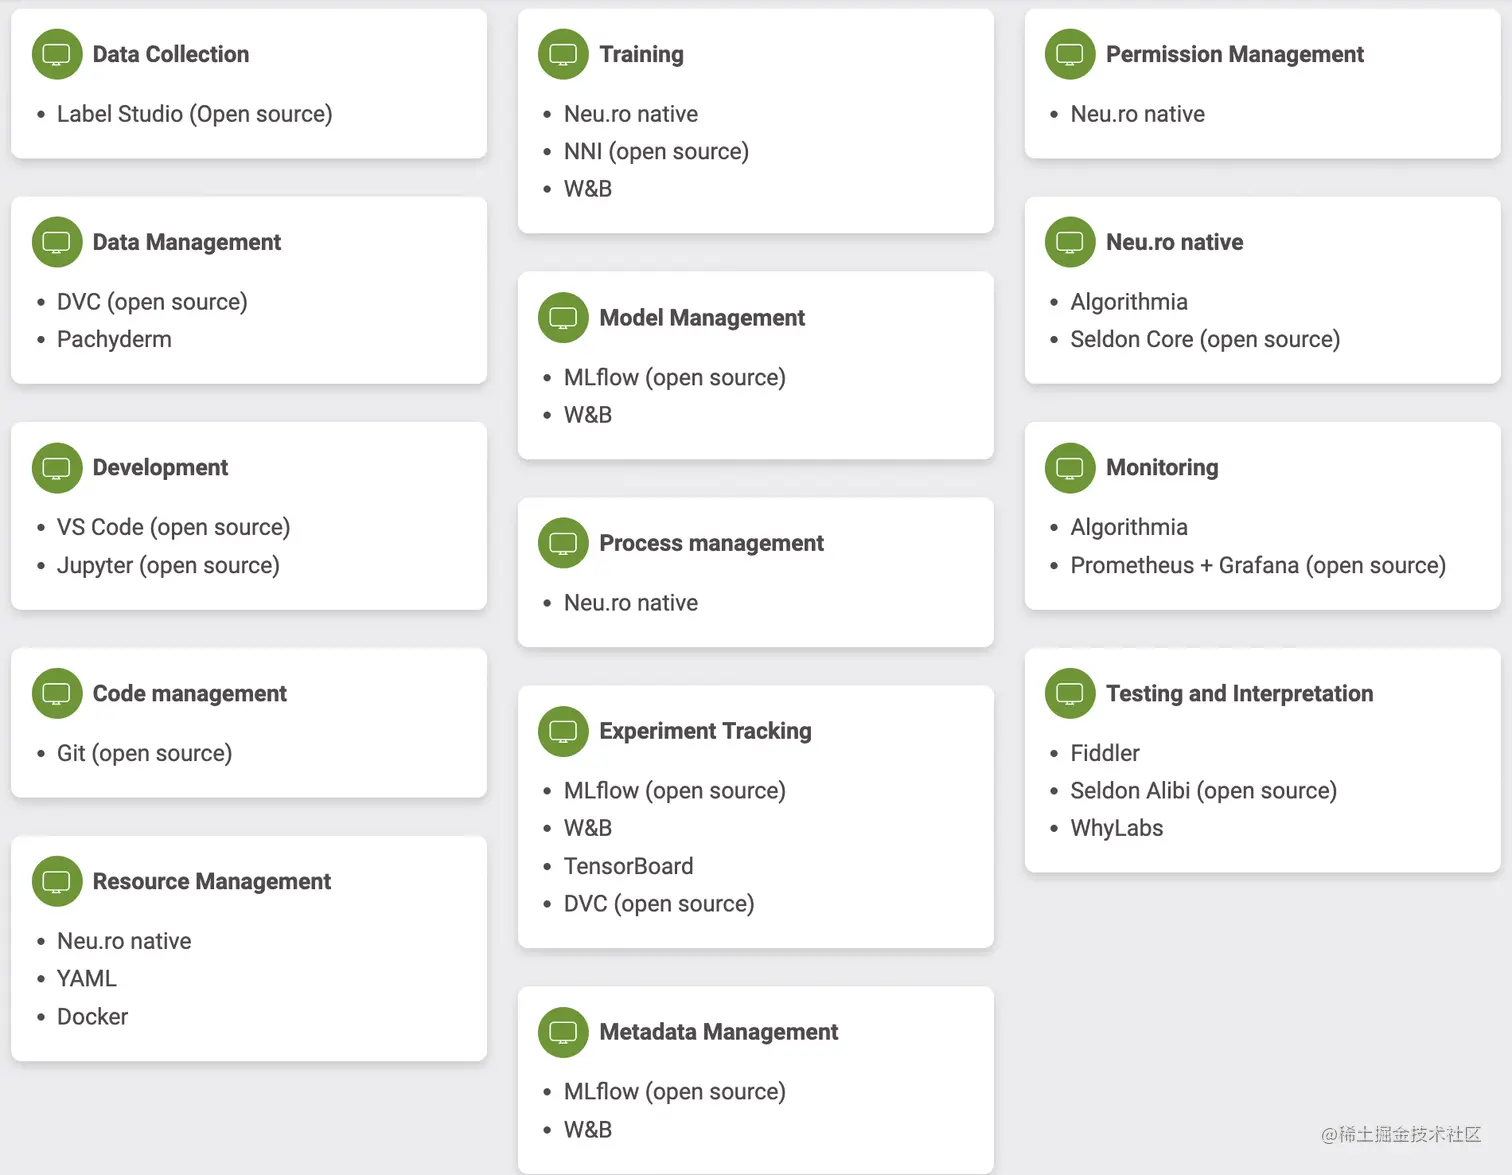 Data Collection
Label Studio (Open source)
Data Management
DVC (open source)
Pachyderm
Development
VS Code (open source)
Jupyter (open source)
Code management
Git (open source)
Resource Management
Neu.ro native
YAML
Docker
Training
Neu.ro native
NNI (open source)
W&B
Model Management
MLflow (open source)
W&B
Process management
Neu.ro native
Experiment Tracking
MLflow (open source)
W&B
TensorBoard
DVC (open source)
Metadata Management
MLflow (open source)
W&B
Permission Management
Neu.ro native
Neu.ro native
Algorithmia
Seldon Core (open source)
Monitoring
Algorithmia
Prometheus + Grafana (open source)
Testing and Interpretation
Fiddler
Seldon Alibi (open source)
WhyLabs
@稀土掘金技术社区